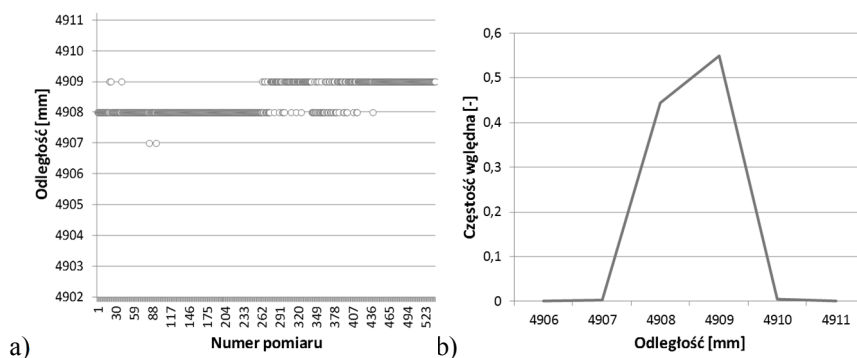 4911
4910
4909
4908
4907
4906
4905
4904
4903
4902
Odległość [mm]
1 30 59 88 117 146 175 204 233 262 291 320 349 378 407 436 465 494 523
Numer pomiaru
a)
0,6
0,5
0,4
0,3
0,2
0,1
0
Częstość względna [-]
4906 4907 4908 4909 4910 4911
Odległość [mm]
b)